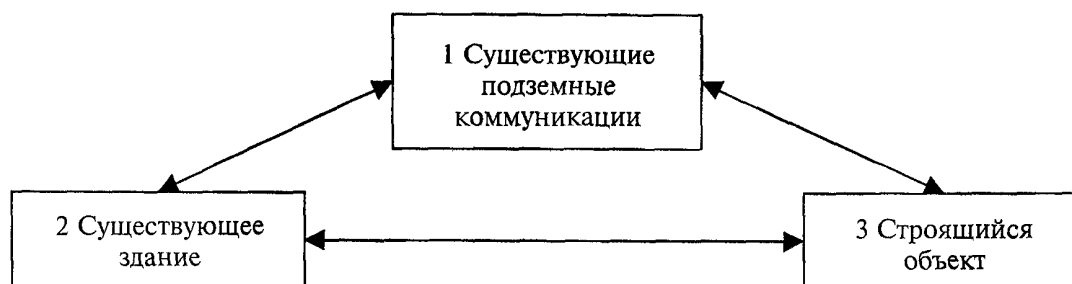 1 Существующие
подземные
коммуникации
2 Существующее
здание
3 Строящийся
объект